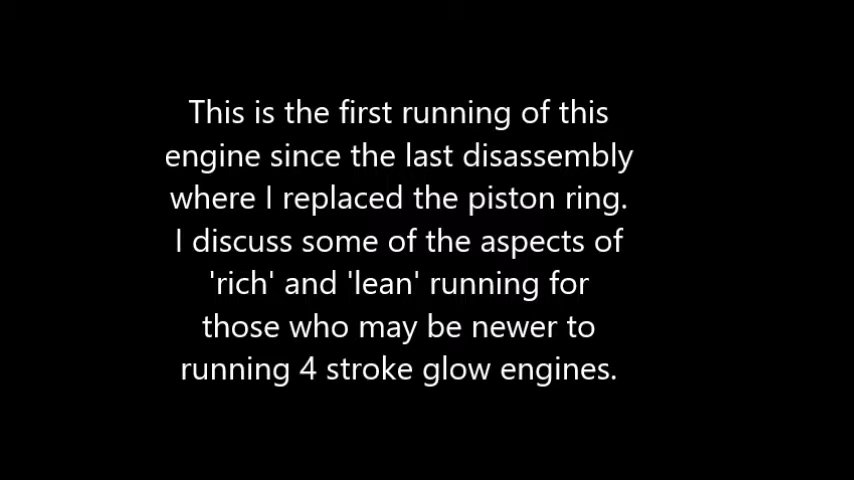 This is the first running of this
engine since the last disassembly
where I replaced the piston ring.
I discuss some of the aspects of
'rich' and 'lean' running for
those who may be newer to
running 4 stroke glow engines.